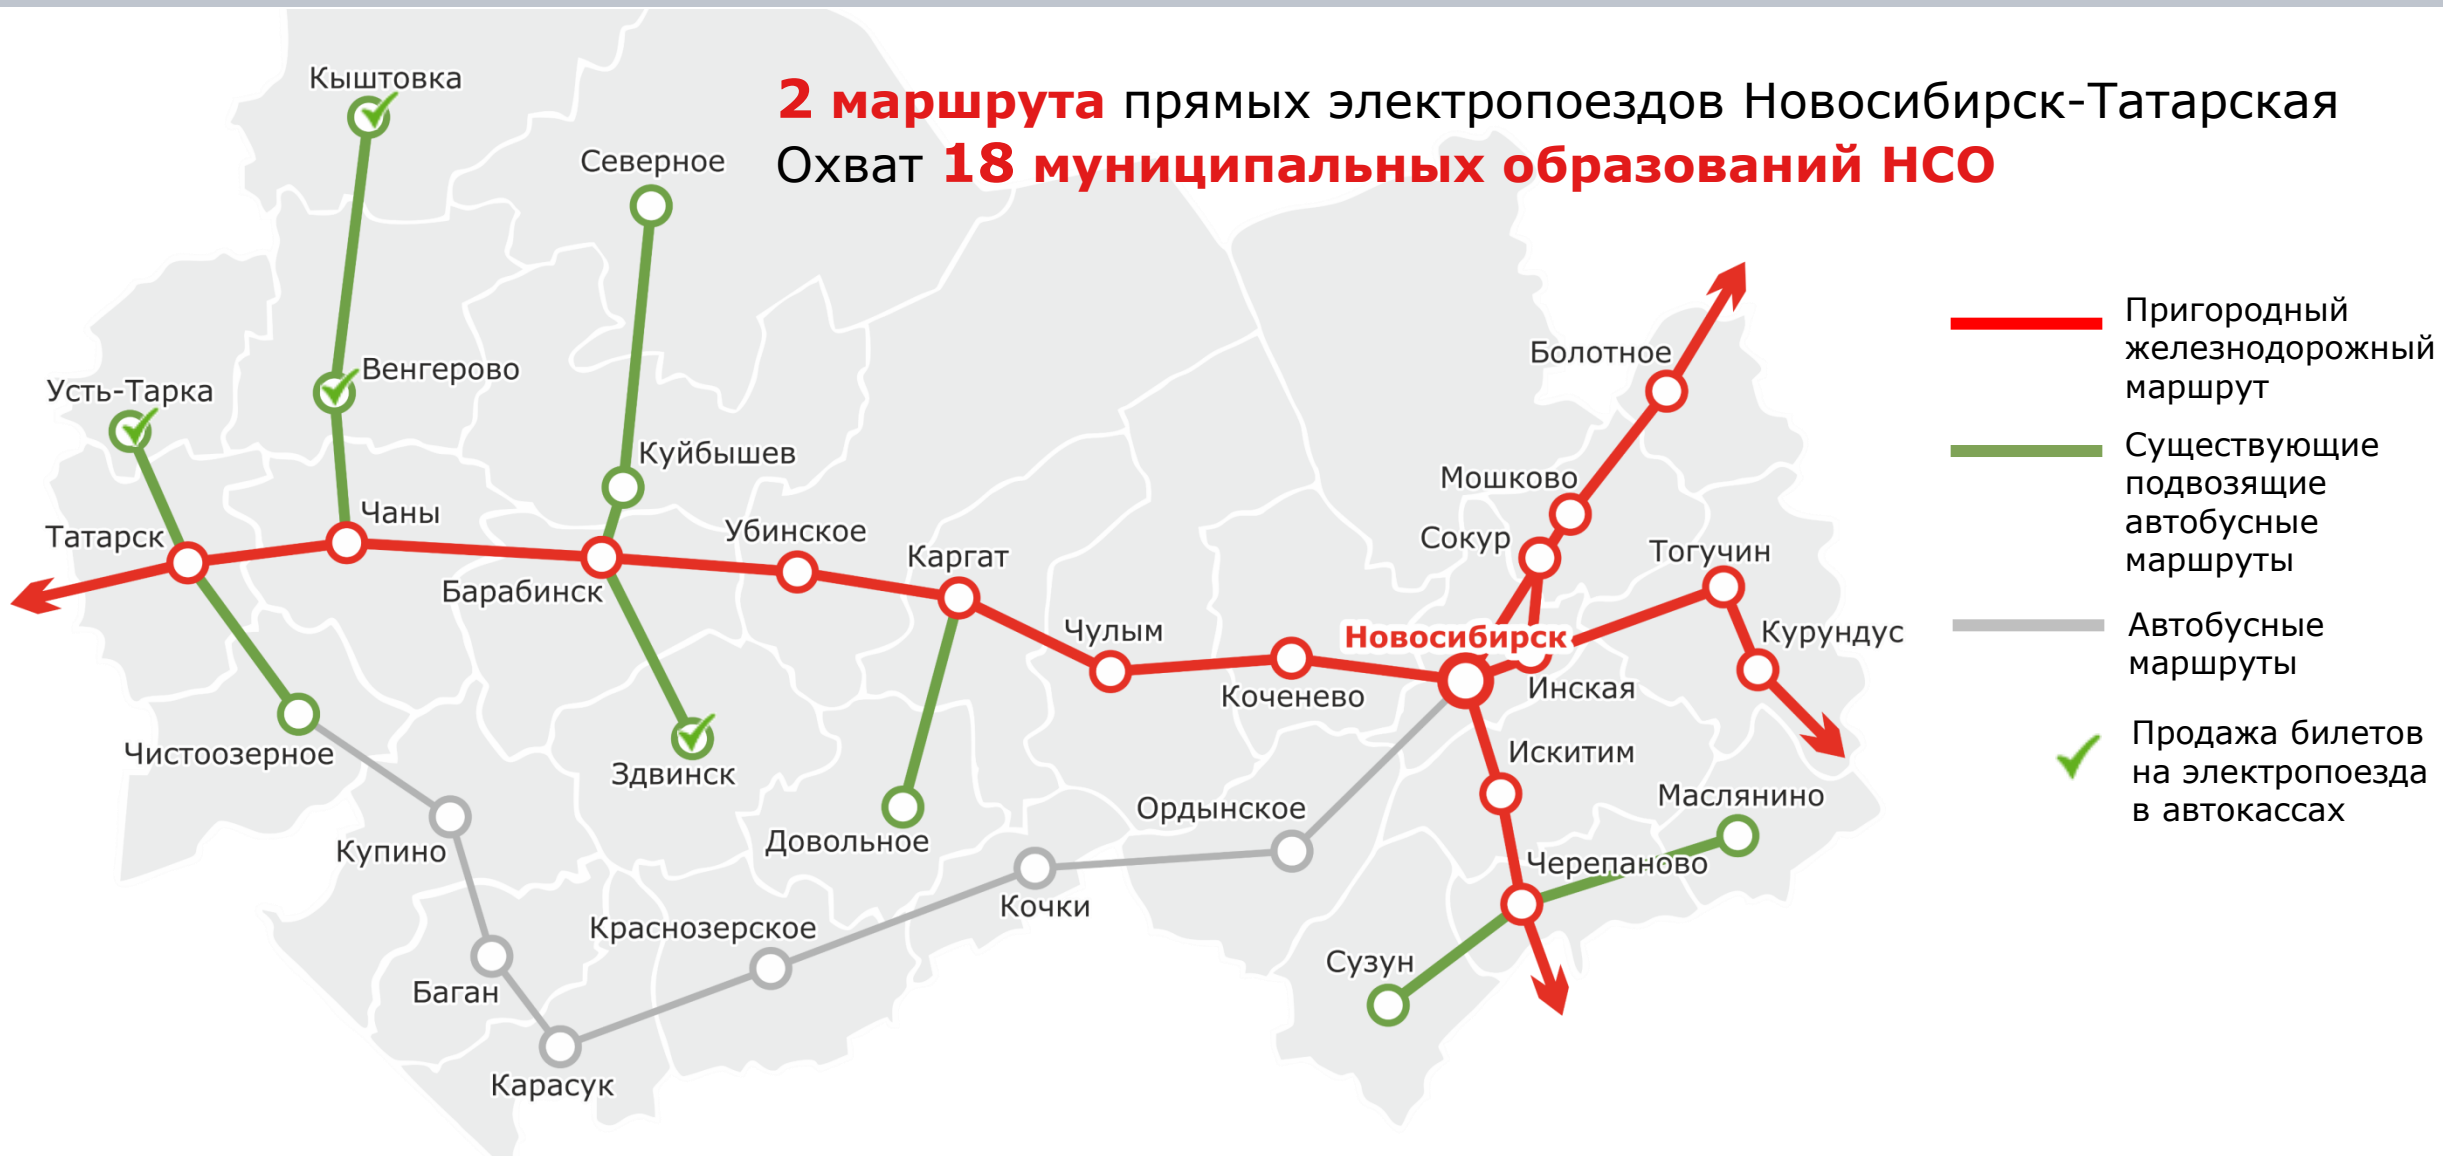 2 маршрута прямых электропоездов Новосибирск-Татарская
Охват 18 муниципальных образований НСО
Кыштовка
Северное
Венгерово
Усть-Тарка
Куйбышев
Чаны
Татарск
Убинское
Каргат
Барабинск
Чулым
Коченево
Чистоозерное
Здвинск
Довольное
Купино
Ордынское
Кочки
Краснозерское
Баган
Карасук
Болотное
Мошково
Сокур
Тогучин
Новосибирск
Курундус
Инская
Искитим
Маслянино
Черепаново
Сузун
Пригородный
железнодорожный
маршрут
Существующие
подвозящие
автобусные
маршруты
Автобусные
маршруты
Продажа билетов
на электропоезда
в автокассах